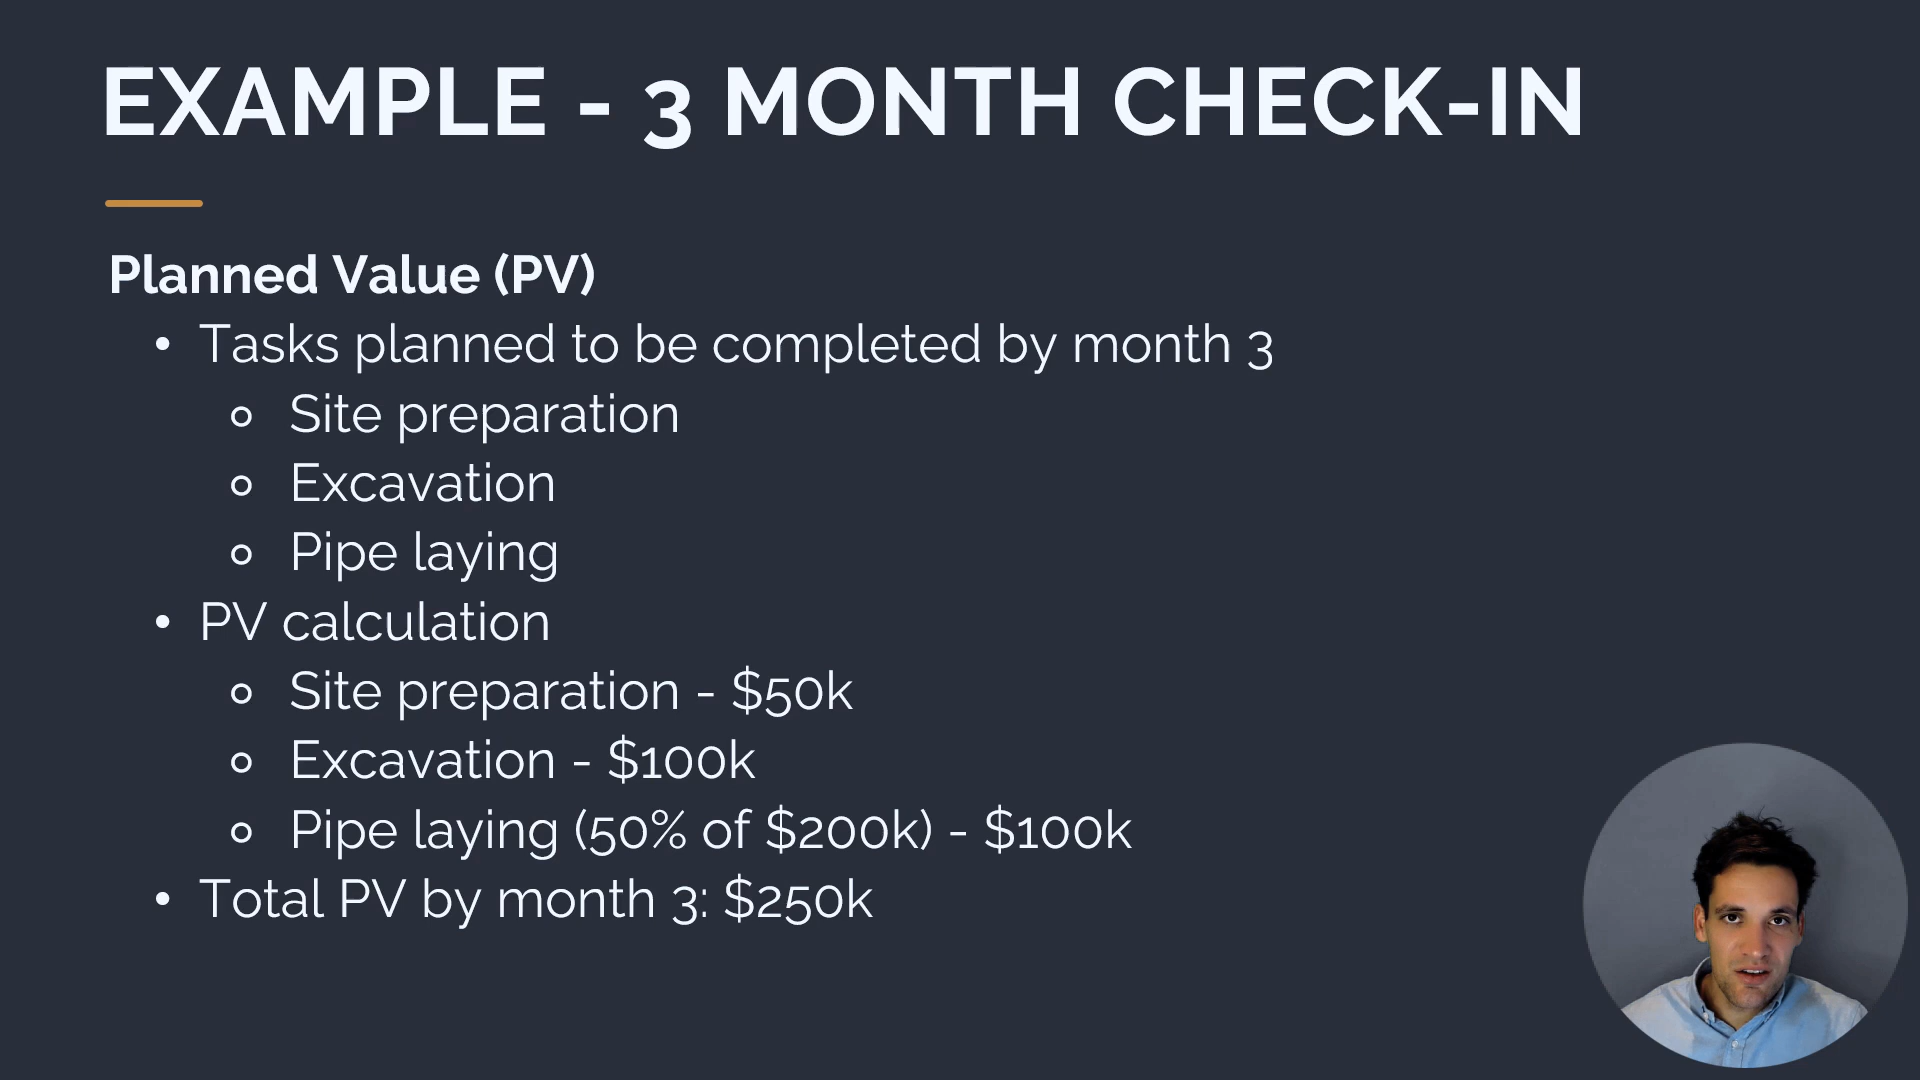 EXAMPLE - 3 MONTH CHECK-IN
Planned Value (PV)
• Tasks planned to be completed by month 3
○ Site preparation
○ Excavation
○ Pipe laying
• PV calculation
○ Site preparation - $50k
○ Excavation - $100k
○ Pipe laying (50% of $200k) - $100k
• Total PV by month 3: $250k